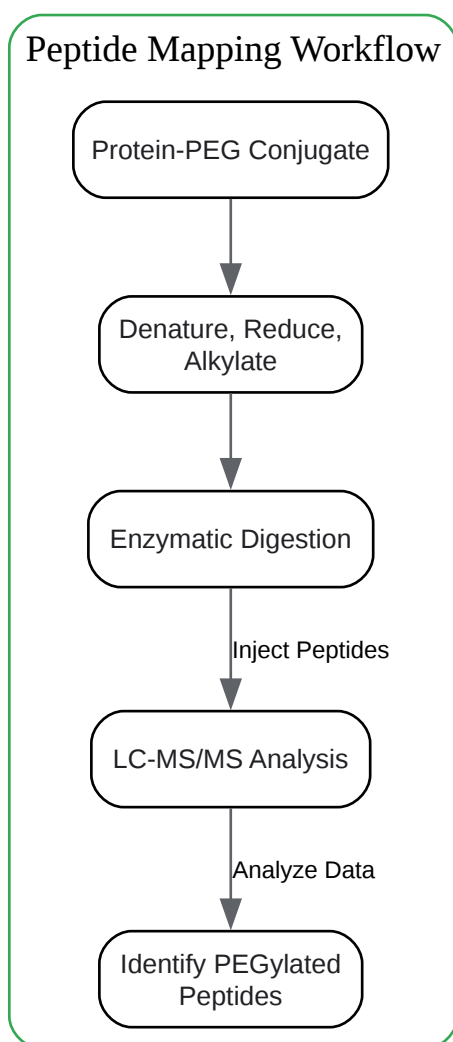 Peptide Mapping Workflow
Protein-PEG Conjugate
Denature, Reduce,
Alkylate
Enzymatic Digestion
Inject Peptides
LC-MS/MS Analysis
Analyze Data
Identify PEGylated
Peptides